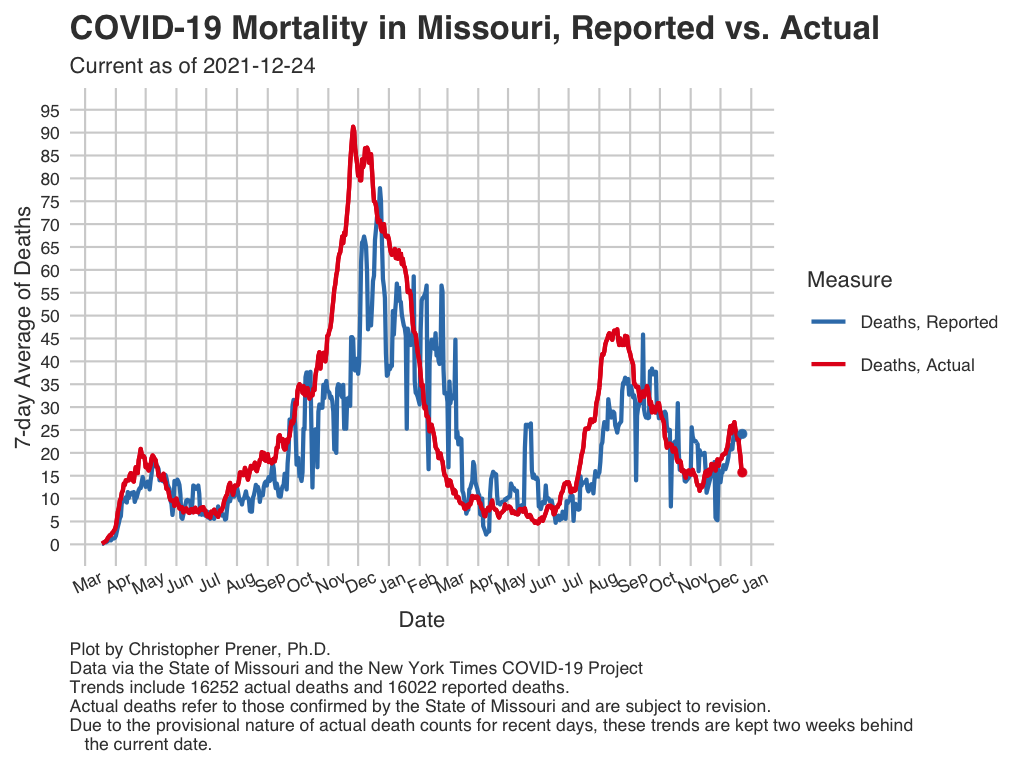 COVID-19 Mortality in Missouri, Reported vs. Actual
Current as of 2021-12-24
95
90
85
80
75
70
65
60
55
50
45
40
35
30
25
20
15
10
5
0
7-day Average of Deaths
Mar Apr May Jun Jul Aug Sep Oct Nov Dec Jan Feb Mar Apr May Jun Jul Aug Sep Oct Nov Dec Jan
Date
Measure
Deaths, Reported
Deaths, Actual
Plot by Christopher Prener, Ph.D.
Data via the State of Missouri and the New York Times COVID-19 Project
Trends include 16252 actual deaths and 16022 reported deaths.
Actual deaths refer to those confirmed by the State of Missouri and are subject to revision.
Due to the provisional nature of actual death counts for recent days, these trends are kept two weeks behind
the current date.